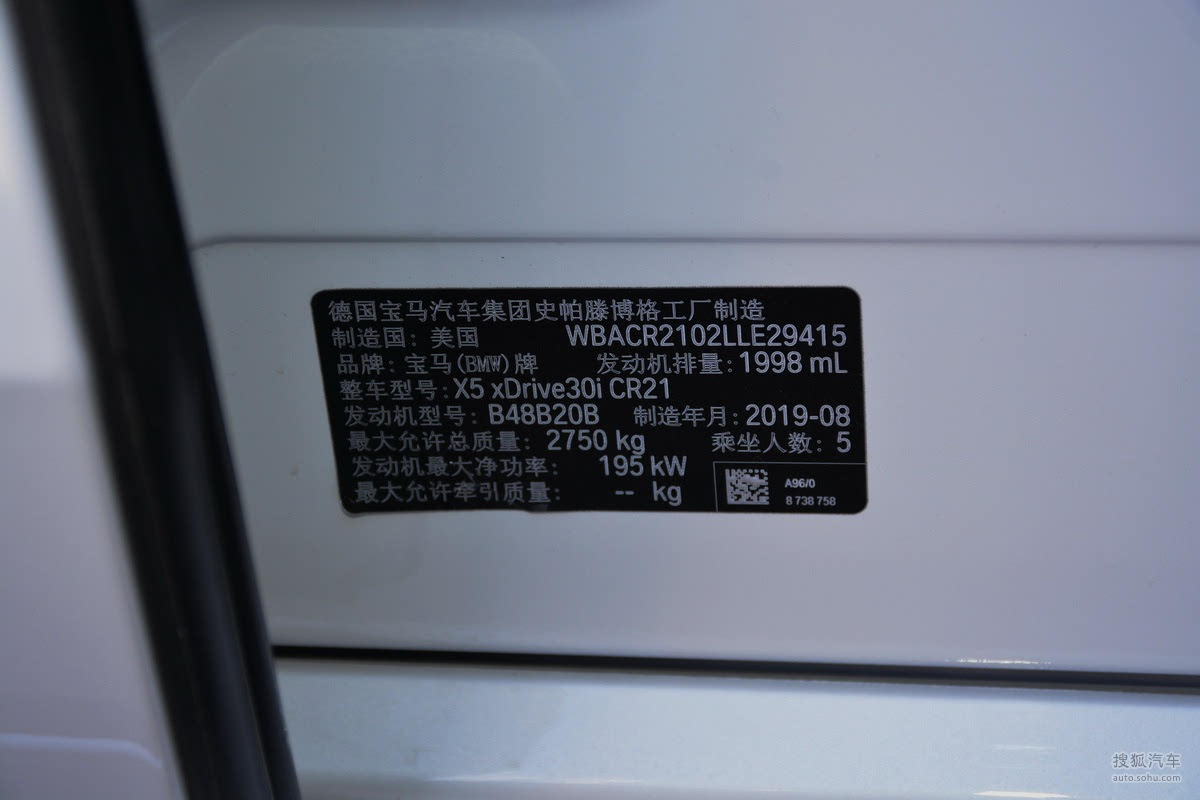 德国宝马汽车集团史帕滕博格工厂制造
制造国：美国 WBACR2102LLE29415
品牌：宝马(BMW)牌 发动机排量：1998 mL
整车型号：X5 xDrive30i CR21
发动机型号：B48B20B 制造年月：2019-08
最大允许总质量：2750 kg 乘坐人数：5
发动机最大净功率：195 kW
最大允许牵引质量：-- kg
A96/0
8 738 758
搜狐汽车
auto.sohu.com